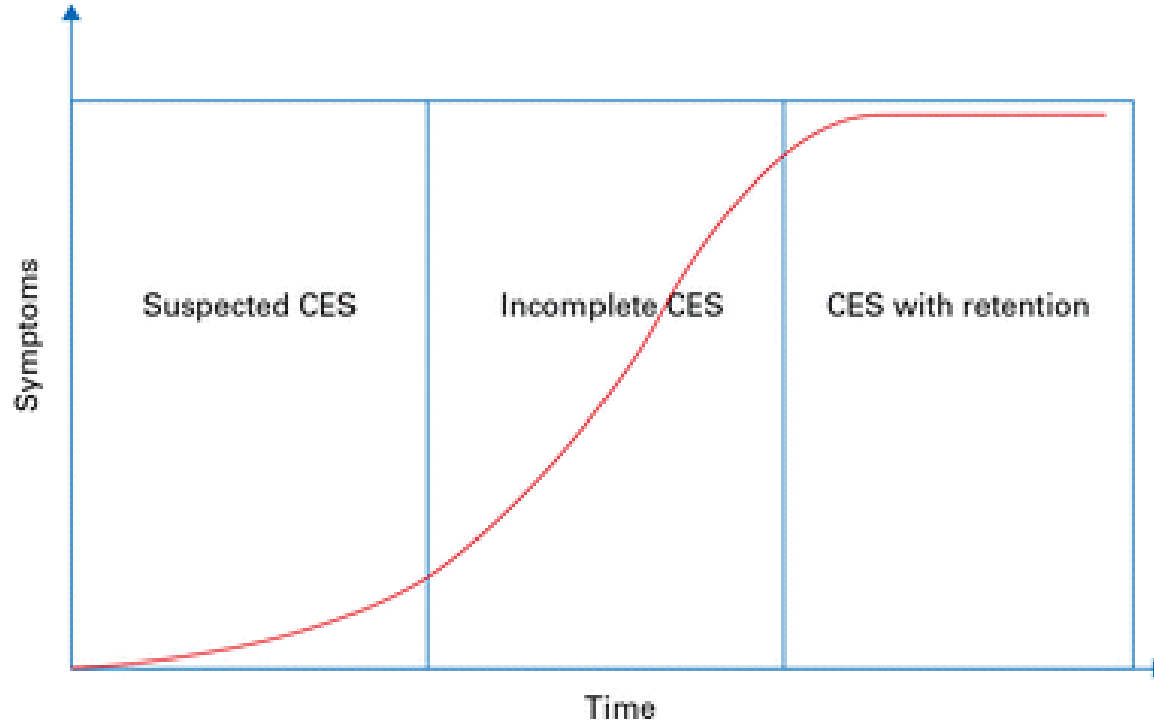 Symptoms
Suspected CES
Incomplete CES
CES with retention
Time